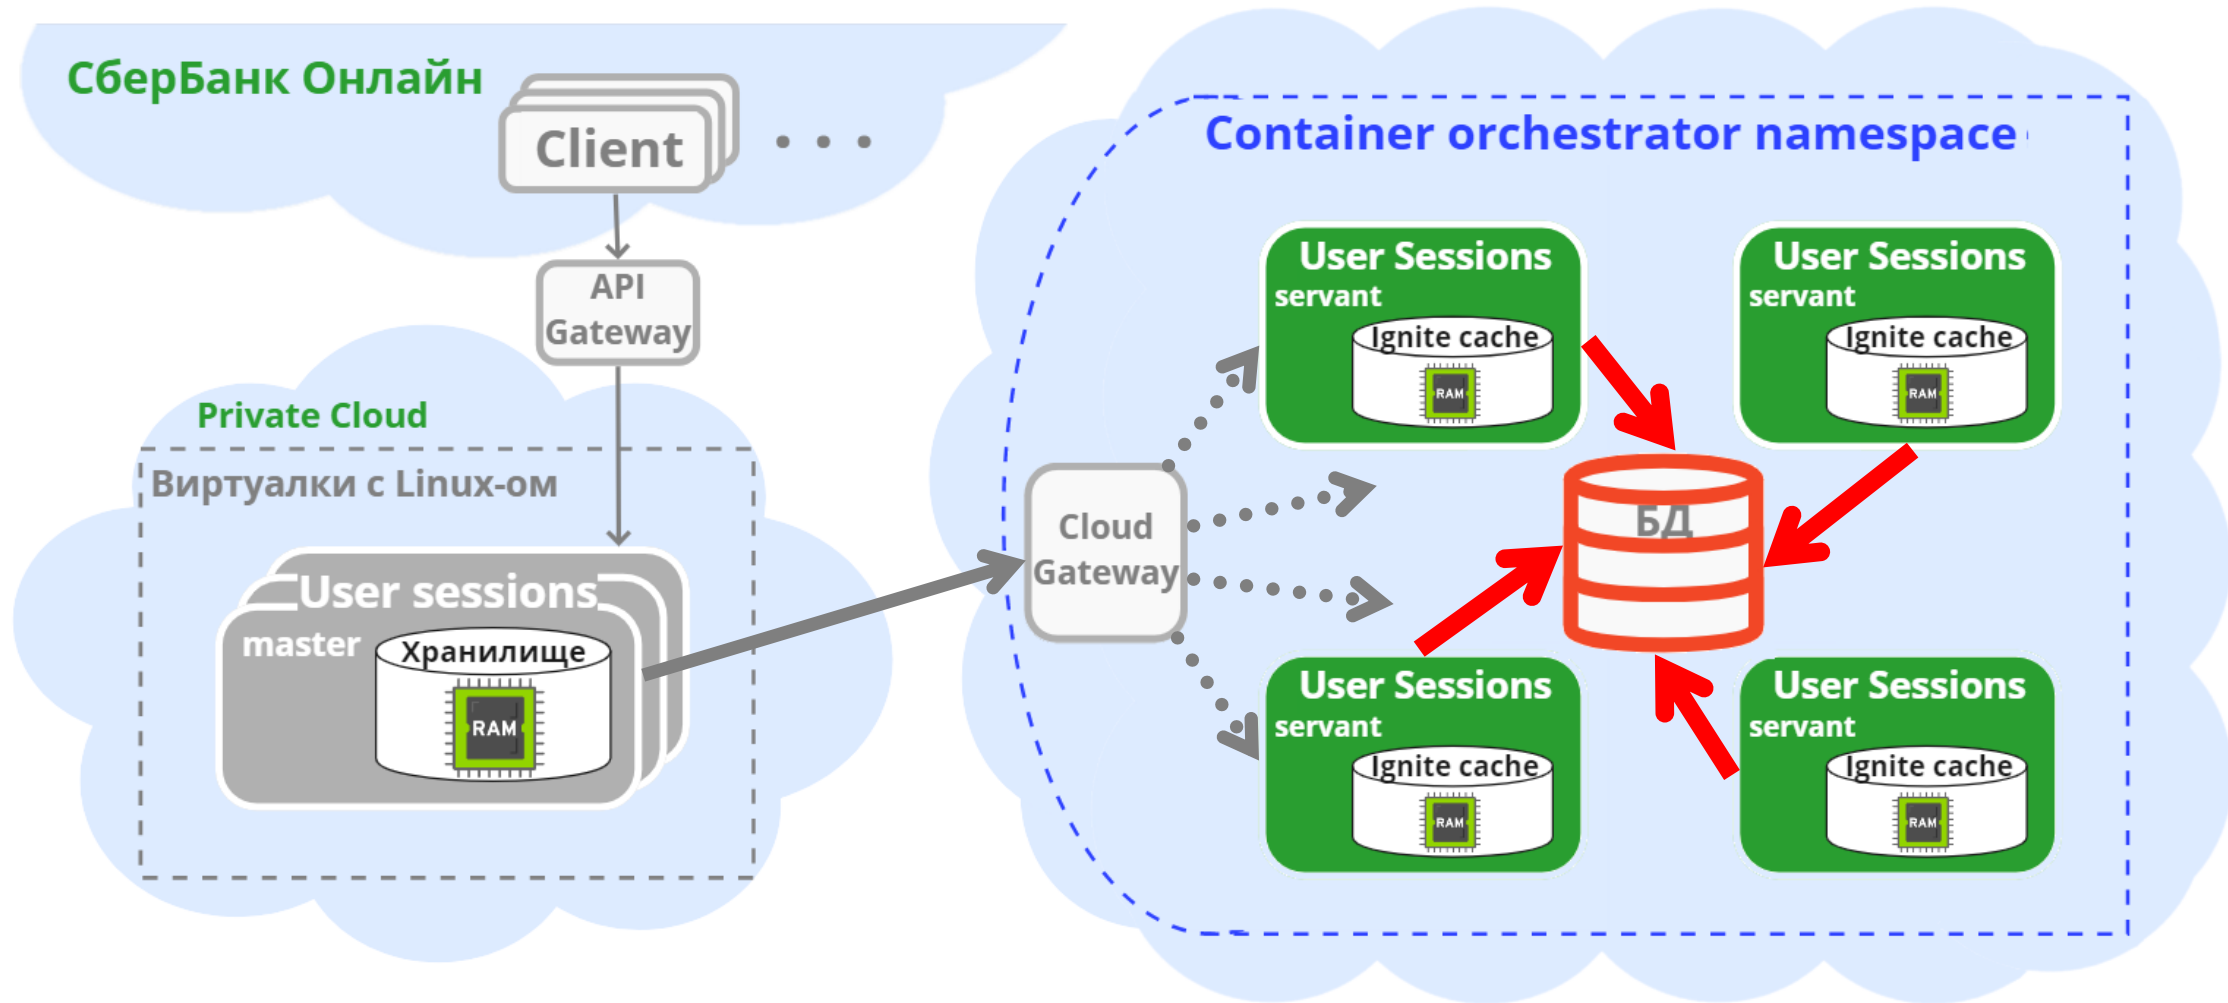 СберБанк Онлайн
Client
API
Gateway
Private Cloud
Виртуалки с Linux-ом
User sessions
master
Хранилище
RAM
Container orchestrator namespace
Cloud
Gateway
User Sessions
servant
Ignite cache
RAM
User Sessions
servant
Ignite cache
RAM
БД
User Sessions
servant
Ignite cache
RAM
User Sessions
servant
Ignite cache
RAM